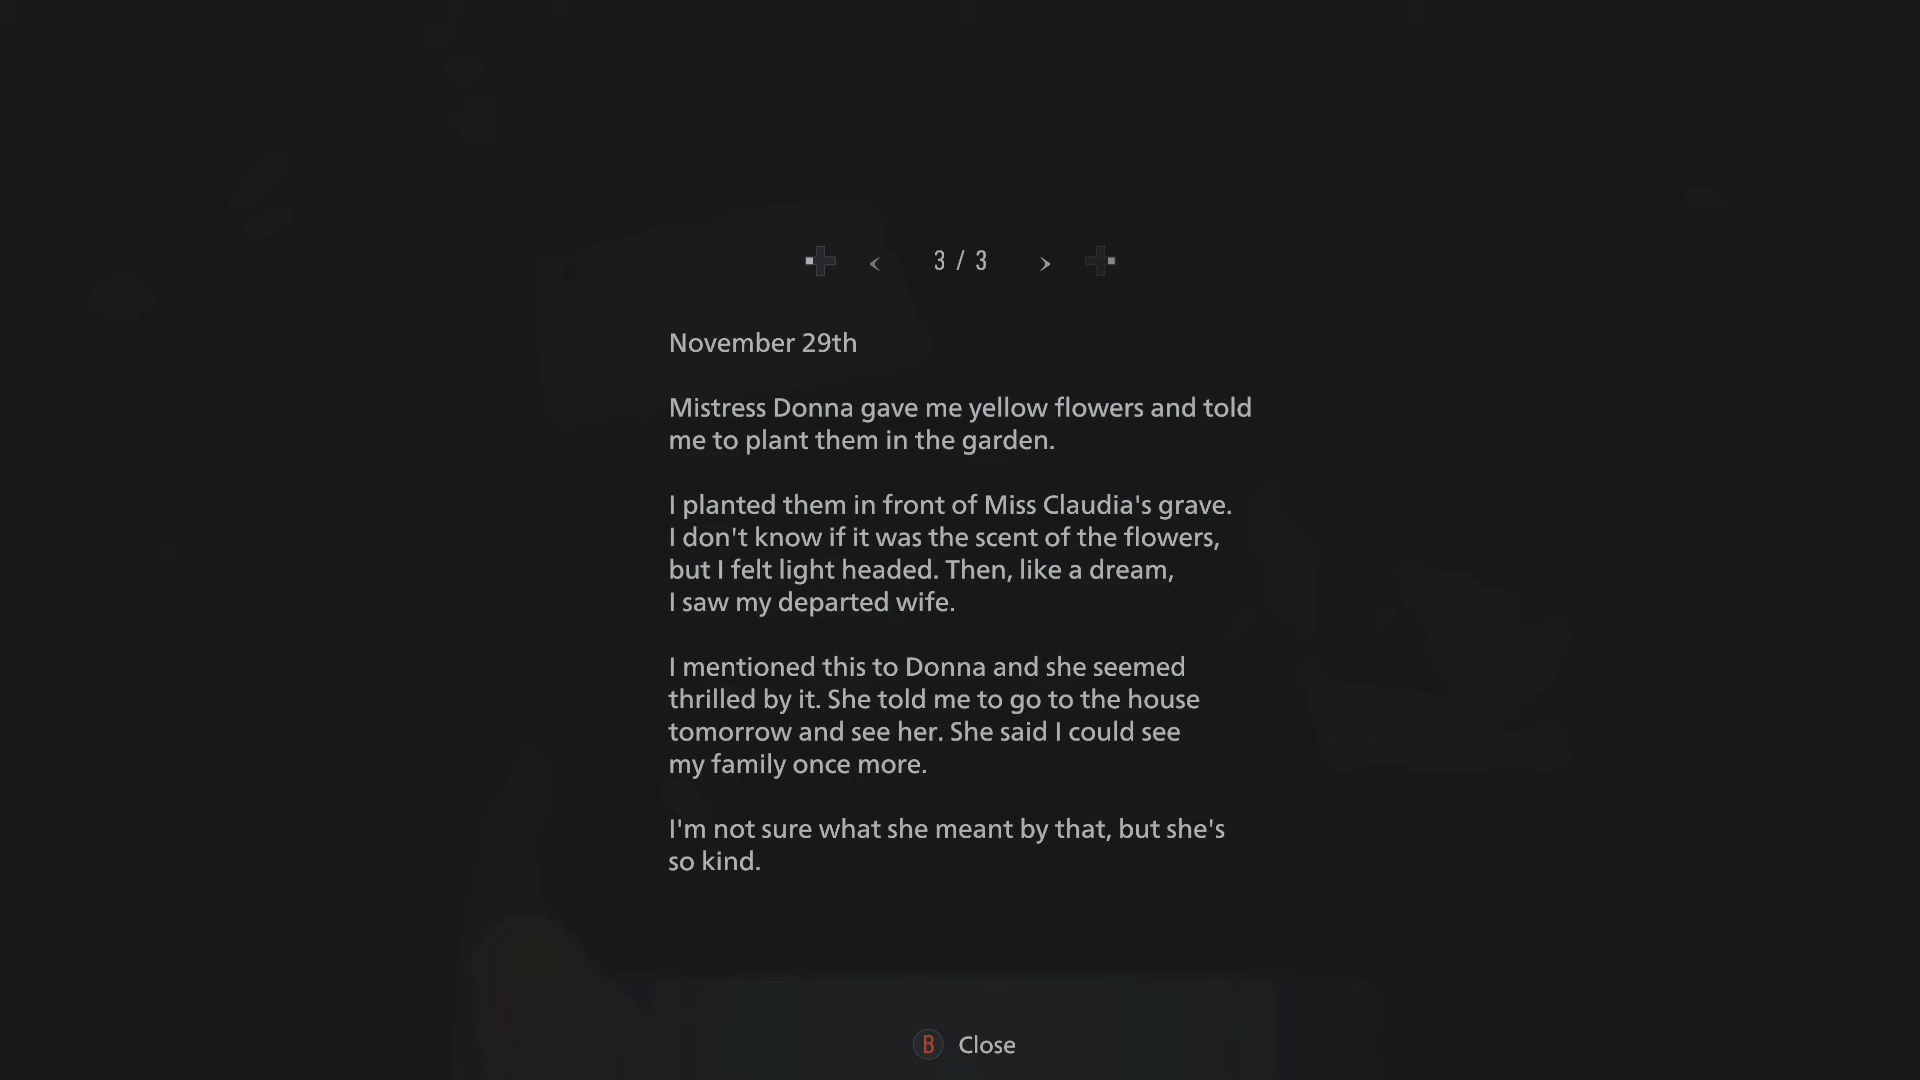 < 3 / 3 >
November 29th
Mistress Donna gave me yellow flowers and told
me to plant them in the garden.
I planted them in front of Miss Claudia's grave.
I don't know if it was the scent of the flowers,
but I felt light headed. Then, like a dream,
I saw my departed wife.
I mentioned this to Donna and she seemed
thrilled by it. She told me to go to the house
tomorrow and see her. She said I could see
my family once more.
I'm not sure what she meant by that, but she's
so kind.
B Close